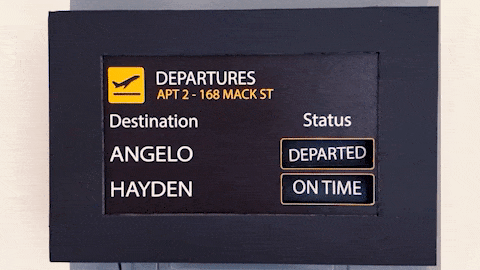 DEPARTURES
APT 2 - 168 MACK ST
Destination Status
ANGELO DEPARTED
HAYDEN ON TIME